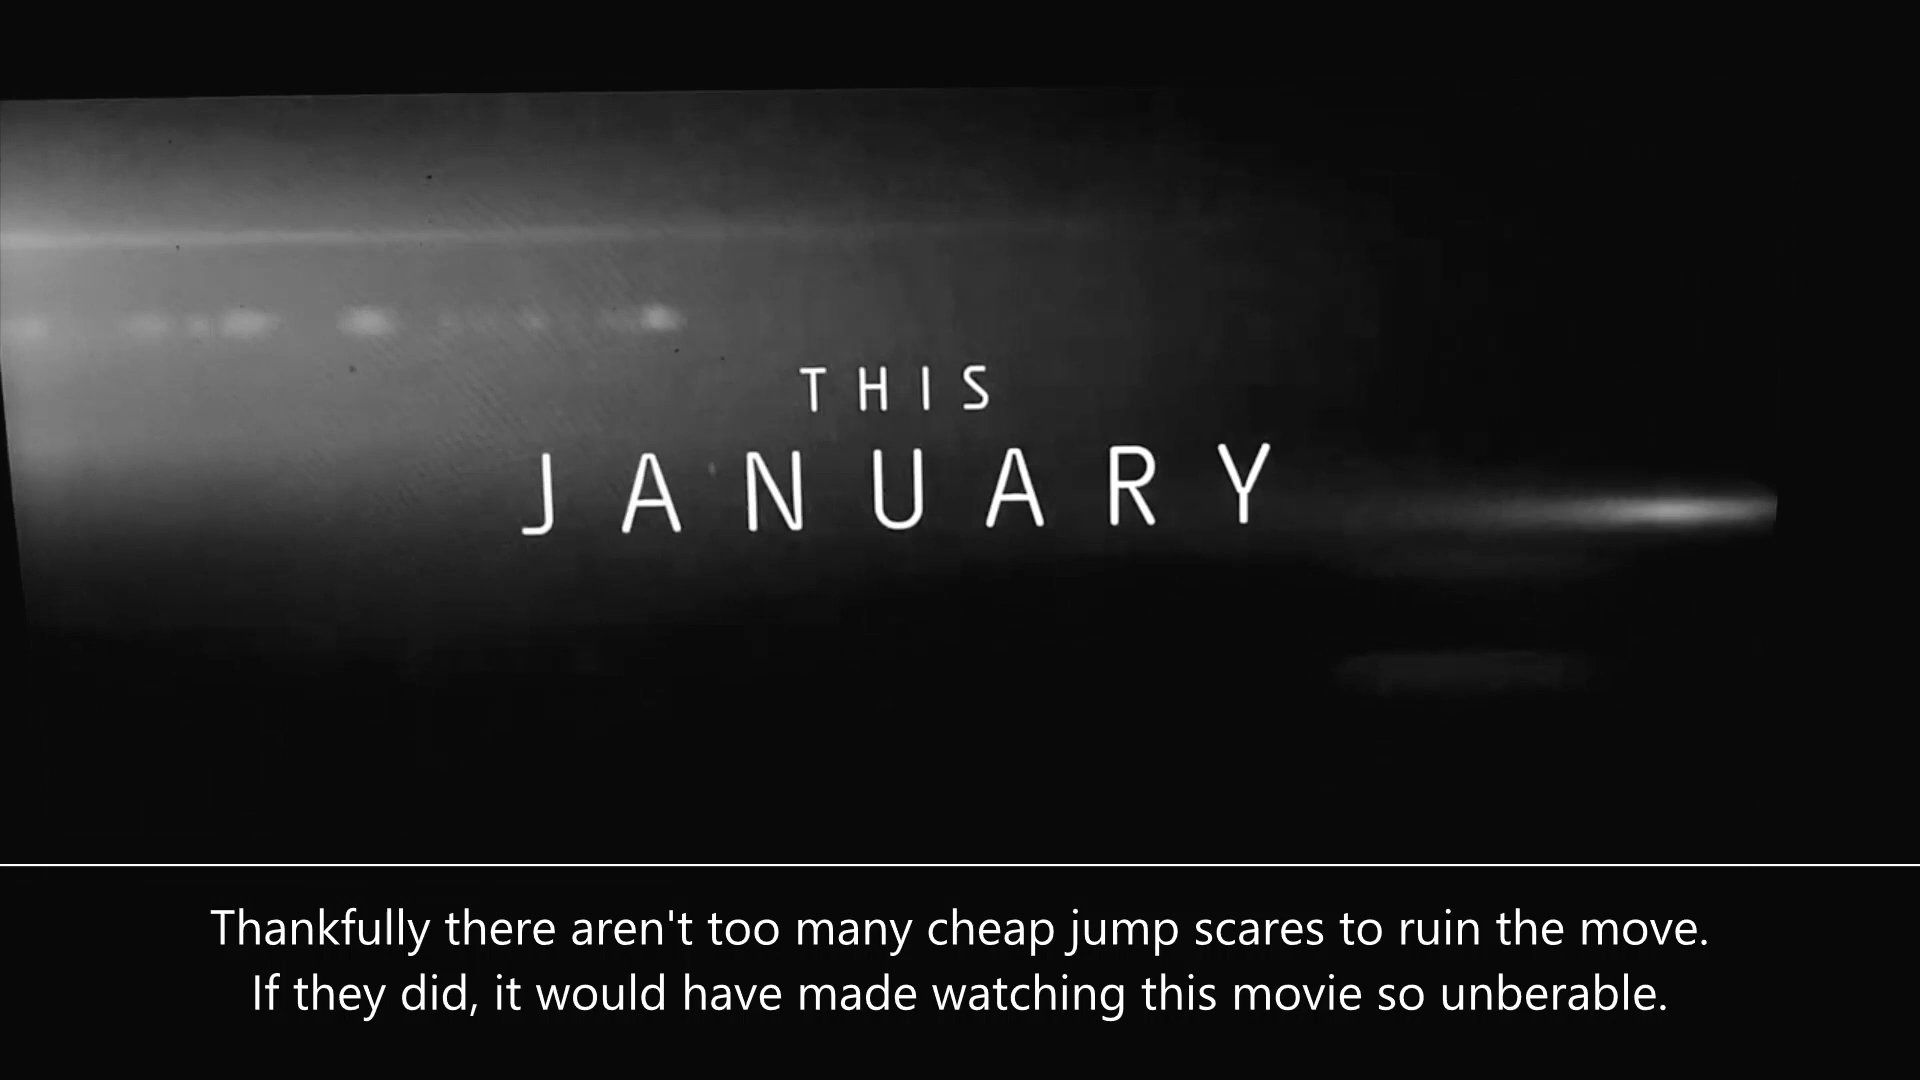 THIS
JANUARY
Thankfully there aren't too many cheap jump scares to ruin the move.
If they did, it would have made watching this movie so unberable.